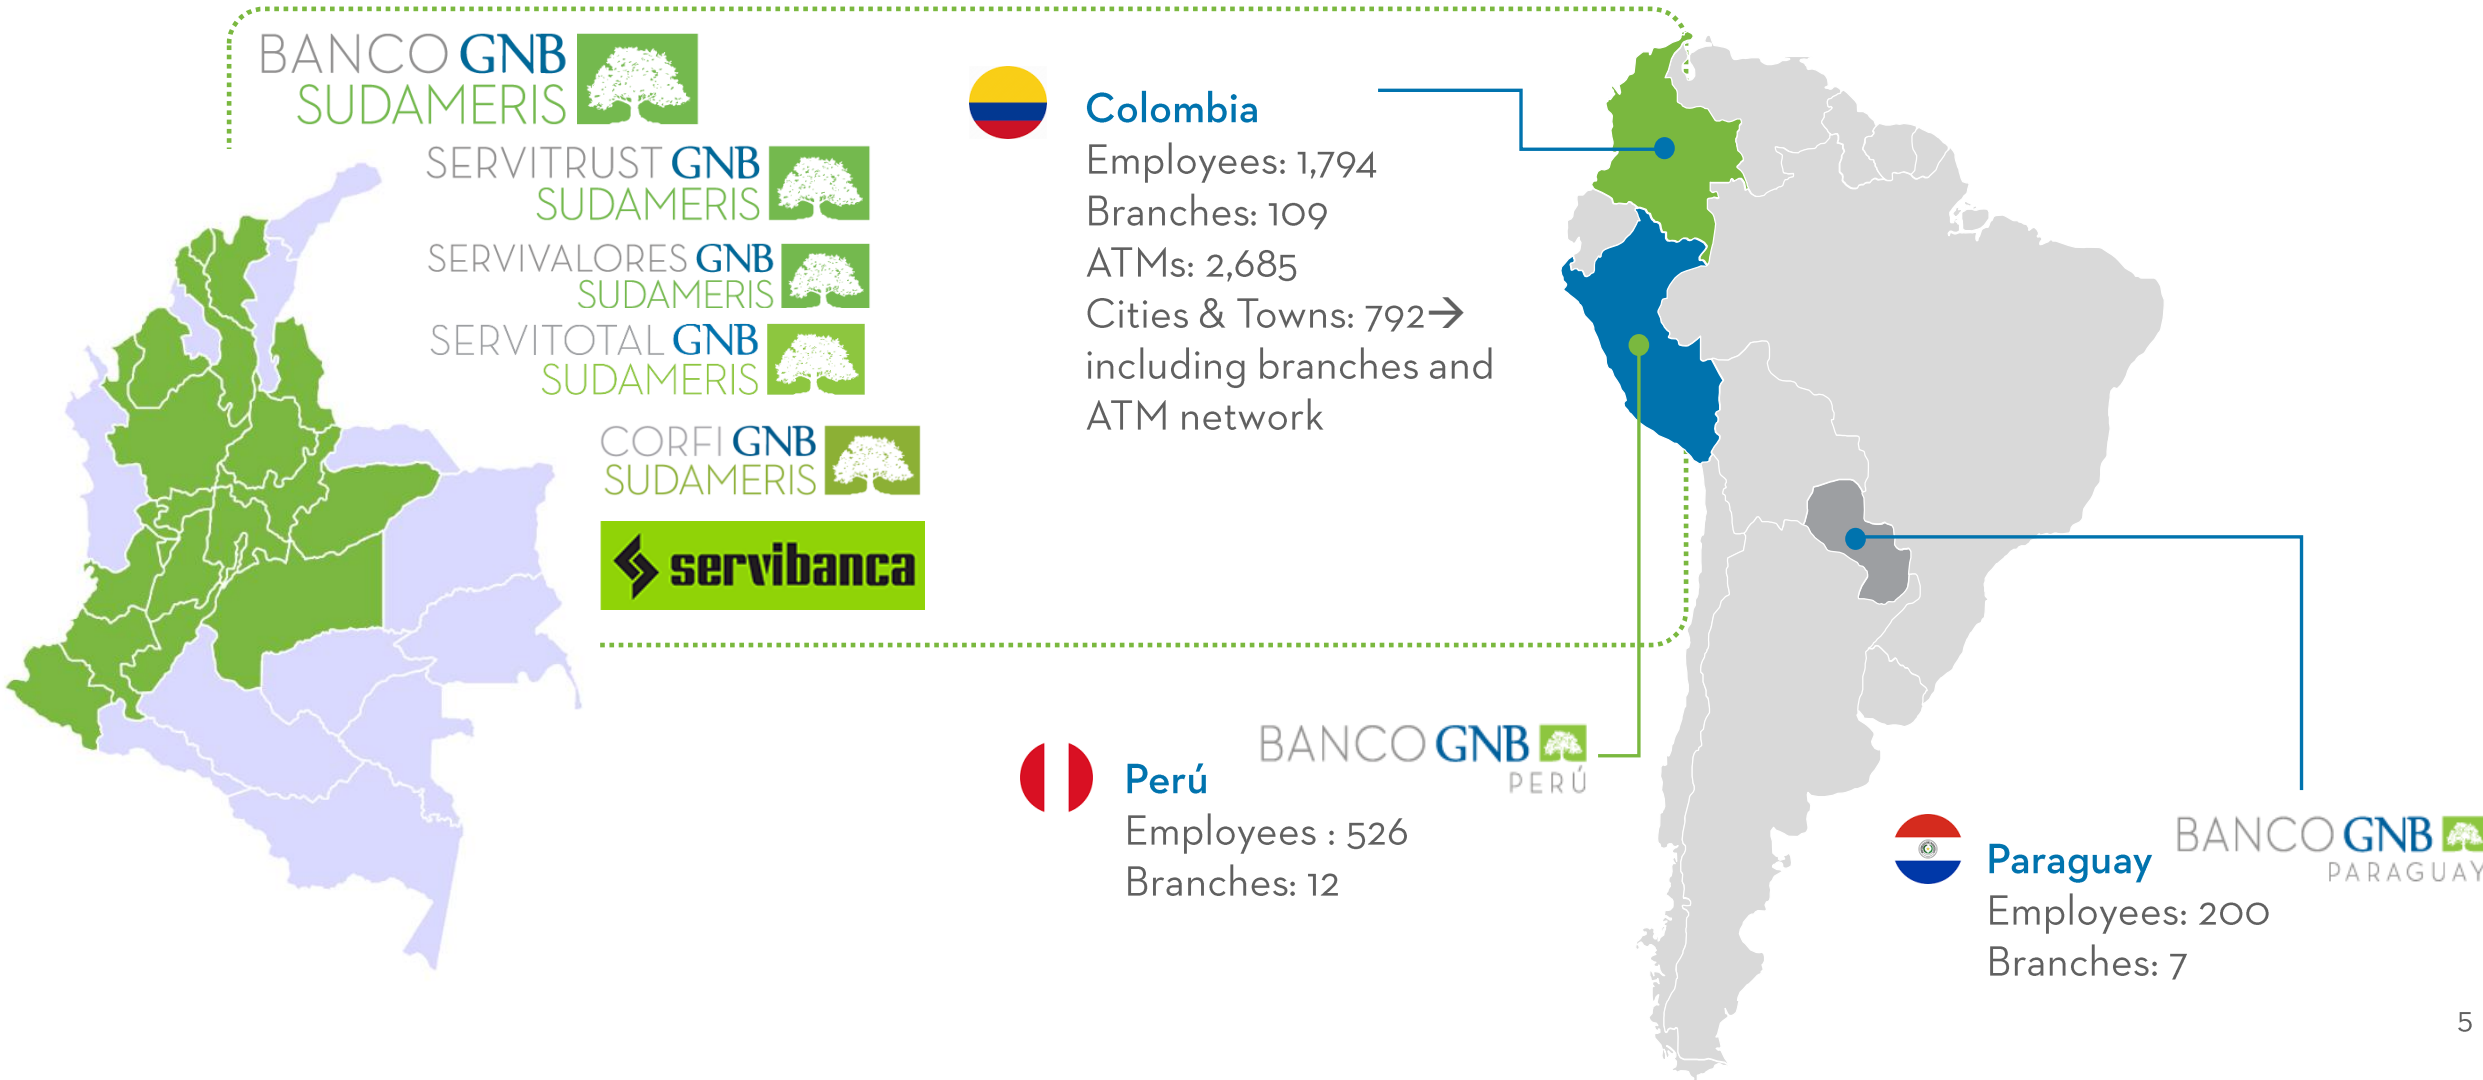 BANCO GNB
SUDAMERIS
SERVITRUST GNB
SUDAMERIS
SERVIVALORES GNB
SUDAMERIS
SERVITOTAL GNB
SUDAMERIS
CORFI GNB
SUDAMERIS
servibanca
Colombia
Employees: 1,794
Branches: 109
ATMs: 2,685
Cities & Towns: 792→
including branches and
ATM network
BANCO GNB
PERÚ
Perú
Employees : 526
Branches: 12
BANCO GNB
PARAGUAY
Paraguay
Employees: 200
Branches: 7
5